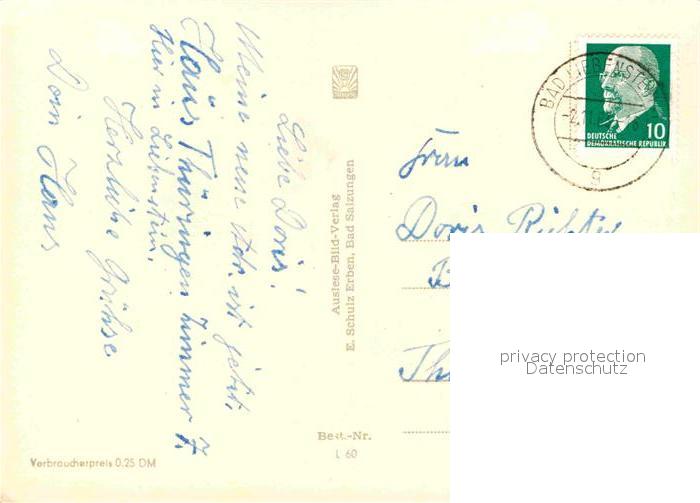 Liebe Doris!
Meine neue Adr. ist jetzt.
Haus Thüringen Zimmer 7.
Hier in Liebenstein.
Herzliche Grüsse
Dein Hans
Auslese-Bild-Verlag
E. Schulz Erben, Bad Salzungen
Best.-Nr.
L 60
Verbraucherpreis 0,25 DM
BAD LIEBENSTEIN
g
10
DEUTSCHE
DEMOKRATISCHE REPUBLIK
Frau
Doris Richter
B
Th
privacy protection
Datenschutz